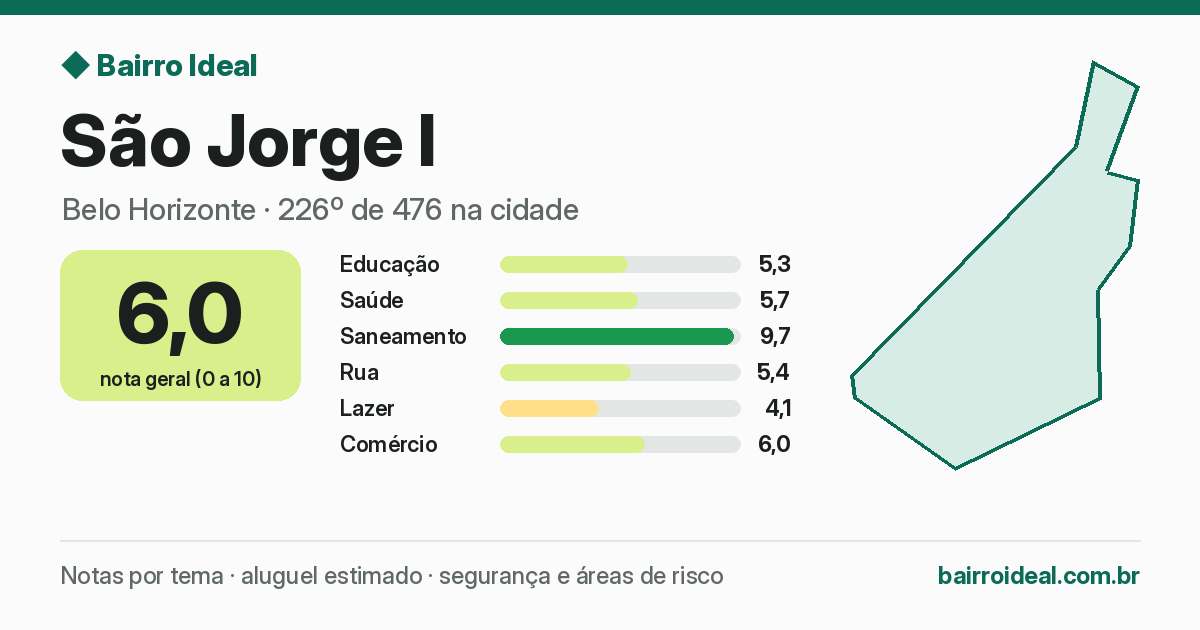 Bairro Ideal
São Jorge I
Belo Horizonte · 226º de 476 na cidade
6,0
nota geral (0 a 10)
Educação 5,3
Saúde 5,7
Saneamento 9,7
Rua 5,4
Lazer 4,1
Comércio 6,0
Notas por tema · aluguel estimado · segurança e áreas de risco
bairroideal.com.br